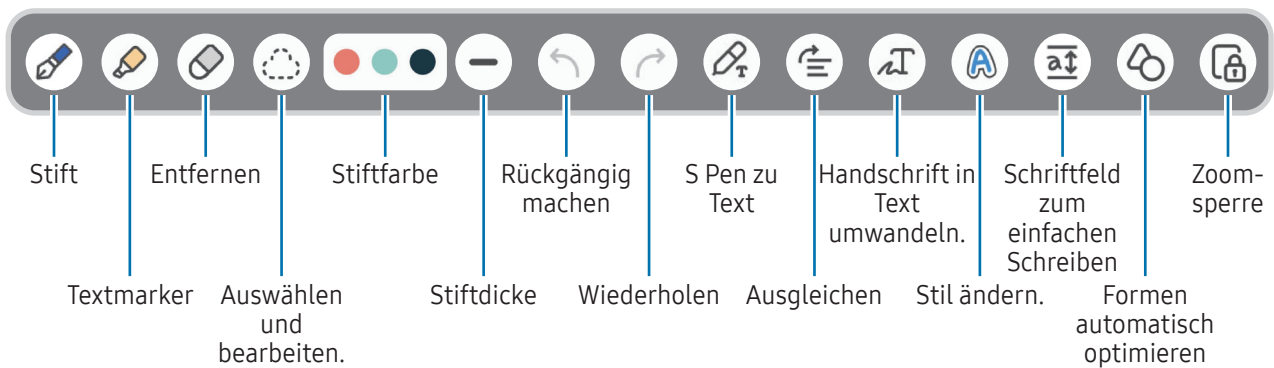 Stift
Entfernen
Stiftfarbe
Rückgängig
machen
S Pen zu
Text
Handschrift in
Text
umwandeln.
Schriftfeld
zum
einfachen
Schreiben
Zoom-
sperre
Textmarker
Auswählen
und
bearbeiten.
Stiftdicke
Wiederholen
Ausgleichen
Stil ändern.
Formen
automatisch
optimieren